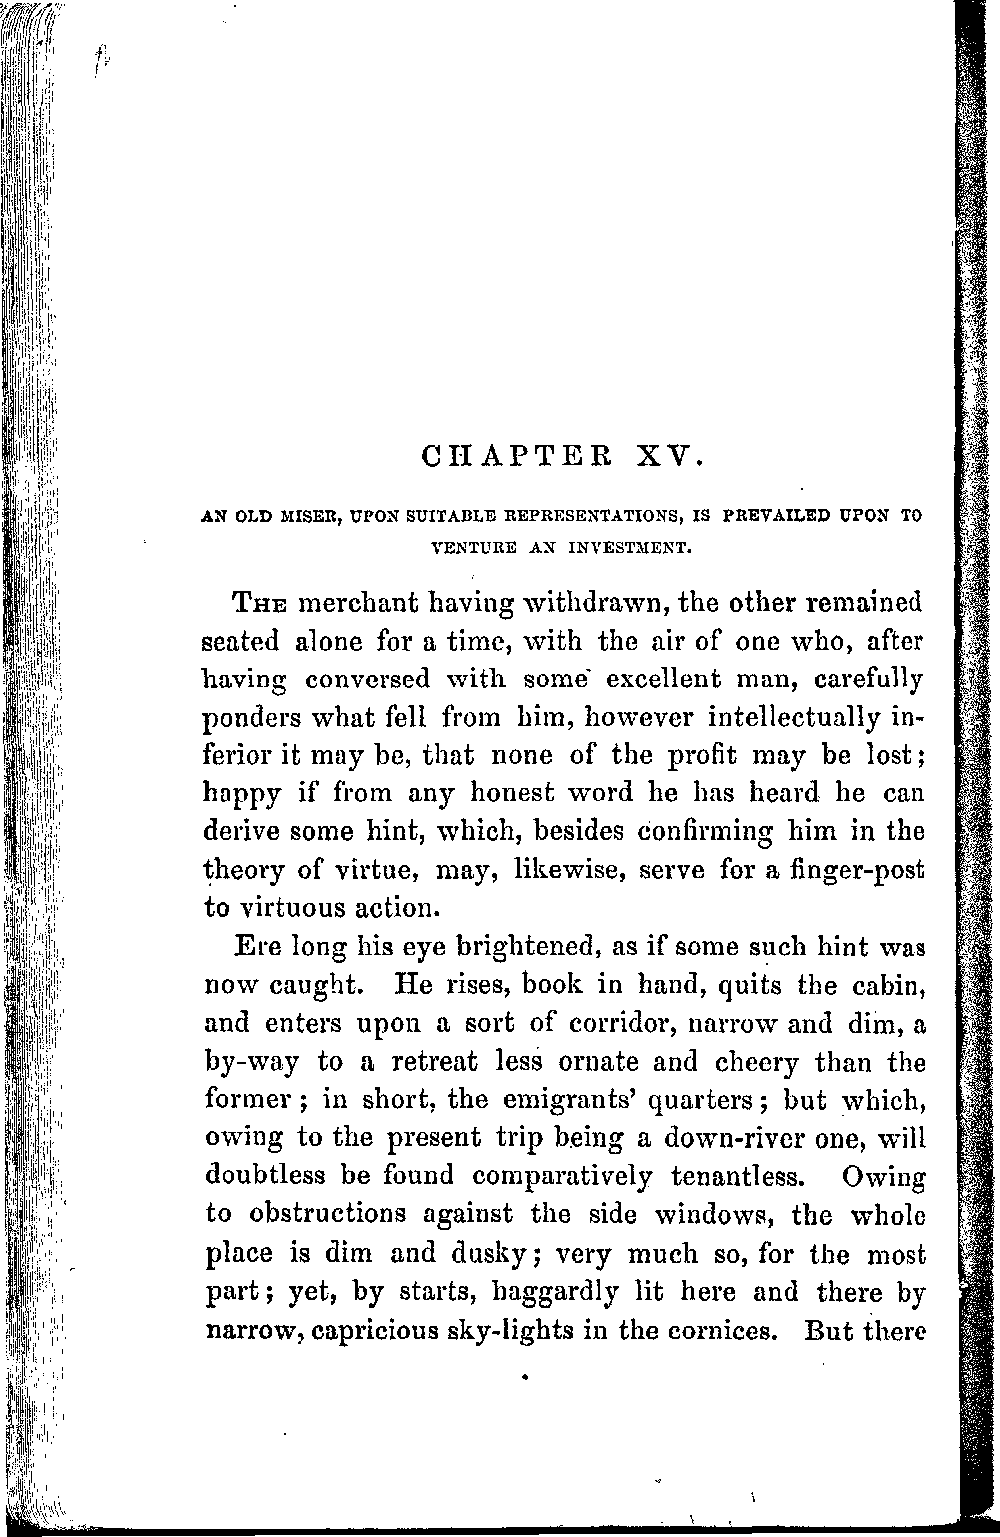 CHAPTER XV.
AN OLD MISER, UPON SUITABLE REPRESENTATIONS, IS PREVAILED UPON TO
VENTURE AN INVESTMENT.
THE merchant having withdrawn, the other remained
seated alone for a time, with the air of one who, after
having conversed with some excellent man, carefully
ponders what fell from him, however intellectually in-
ferior it may be, that none of the profit may be lost;
happy if from any honest word he has heard he can
derive some hint, which, besides confirming him in the
theory of virtue, may, likewise, serve for a finger-post
to virtuous action.
Ere long his eye brightened, as if some such hint was
now caught. He rises, book in hand, quits the cabin,
and enters upon a sort of corridor, narrow and dim, a
by-way to a retreat less ornate and cheery than the
former; in short, the emigrants' quarters; but which,
owing to the present trip being a down-river one, will
doubtless be found comparatively tenantless. Owing
to obstructions against the side windows, the whole
place is dim and dusky; very much so, for the most
part; yet, by starts, haggardly lit here and there by
narrow, capricious sky-lights in the cornices. But there